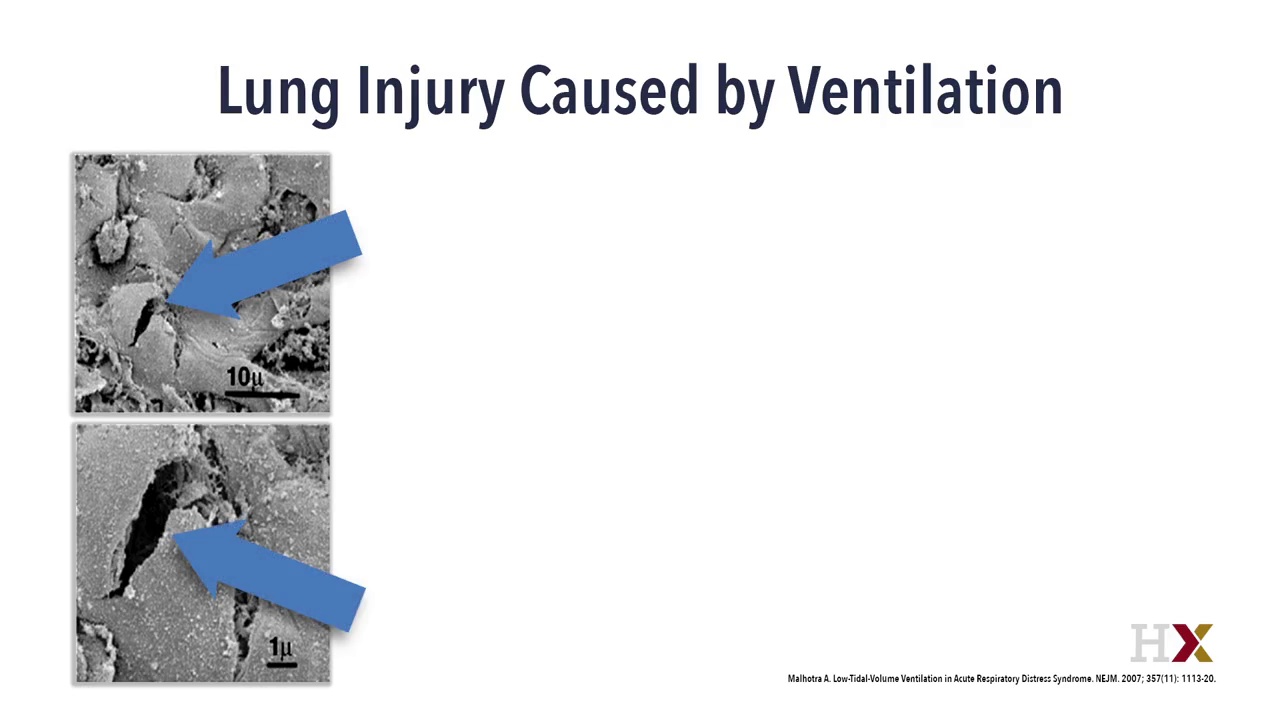 Lung Injury Caused by Ventilation
10μ
1μ
HX
Malhotra A. Low-Tidal-Volume Ventilation in Acute Respiratory Distress Syndrome. NEJM. 2007; 357(11): 1113-20.